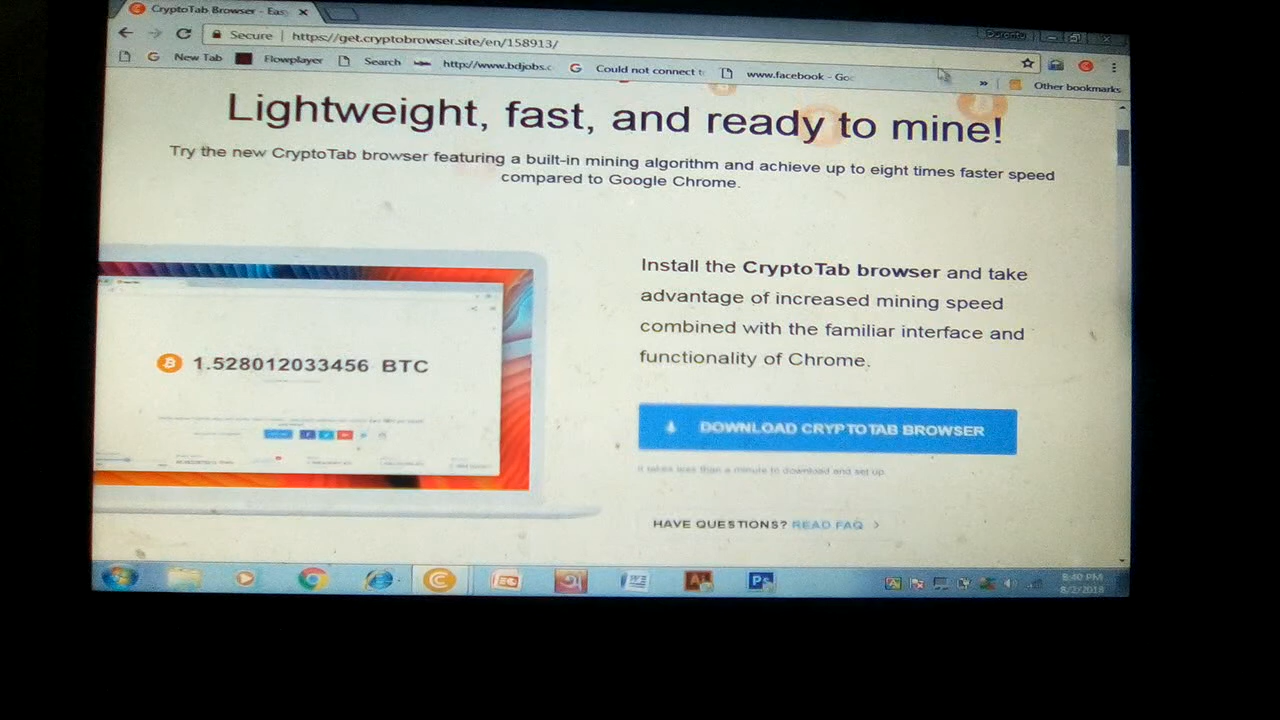 CryptoTab Browser - Eas
Secure
https://get.cryptobrowser.site/en/158913/
New Tab
Flowplayer
Search
http://www.bdjobs.c
Could not connect t
www.facebook - Goo
»
Other bookmarks
Lightweight, fast, and ready to mine!
Try the new CryptoTab browser featuring a built-in mining algorithm and achieve up to eight times faster speed
compared to Google Chrome.
1.528012033456 BTC
Install the CryptoTab browser and take
advantage of increased mining speed
combined with the familiar interface and
functionality of Chrome.
DOWNLOAD CRYPTOTAB BROWSER
It takes less than a minute to download and set up.
HAVE QUESTIONS? READ FAQ >
Ps
8:40 PM
8/2/2018